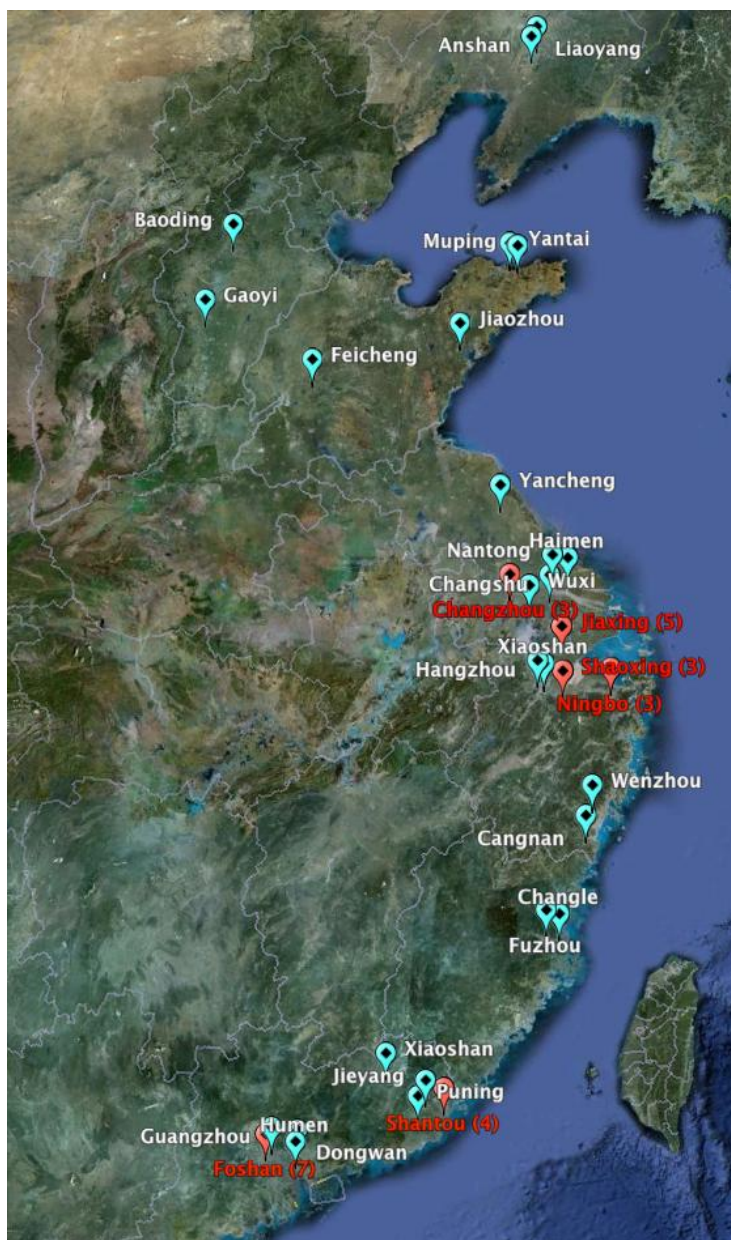 Anshan
Liaoyang
Baoding
Muping
Yantai
Gaoyi
Jiaozhou
Feicheng
Yancheng
Nantong
Haimen
Changshu
Wuxi
Changzhou (3)
Jiaxing (5)
Xiaoshan
Hangzhou
Shaoxing (3)
Ningbo (3)
Wenzhou
Cangnan
Changle
Fuzhou
Xiaoshan
Jieyang
Puning
Shantou (4)
Humen
Guangzhou
Dongwan
Foshan (7)